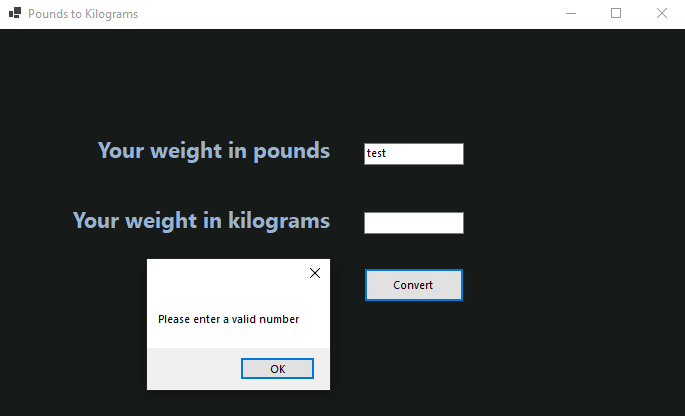 Pounds to Kilograms
Your weight in pounds
test
Your weight in kilograms
Convert
Please enter a valid number
OK